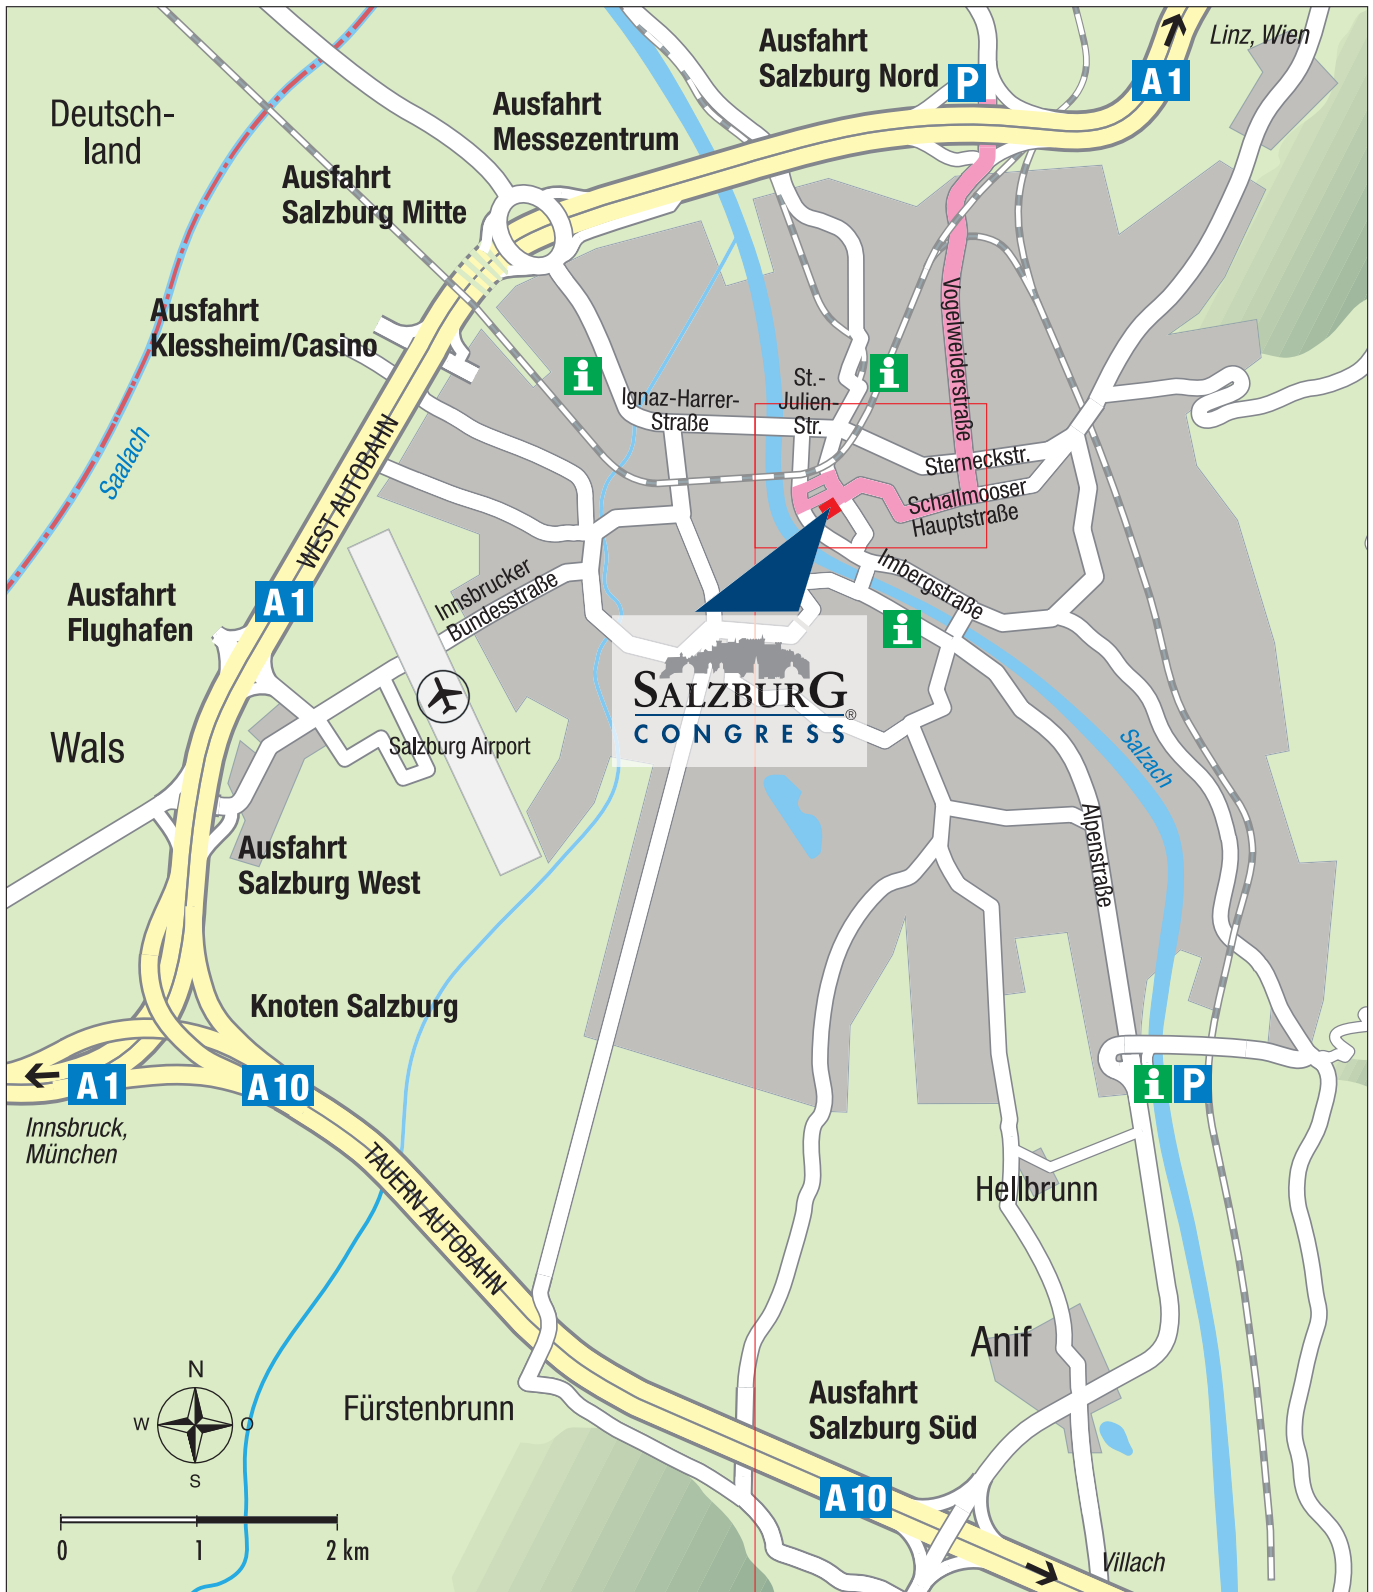 Ausfahrt
Salzburg Nord
P
Linz, Wien
A1
Deutsch-
land
Ausfahrt
Messezentrum
Ausfahrt
Salzburg Mitte
Ausfahrt
Klessheim/Casino
Vogelweiderstraße
i
i
St.-
Julien-
Str.
Ignaz-Harrer-
Straße
Saalach
WEST AUTOBAHN
Sterneckstr.
Schallmooser
Hauptstraße
Ausfahrt
Flughafen
A1
Innsbrucker
Bundesstraße
Imbergstraße
i
SALZBURG
®
CONGRESS
Salzburg Airport
Wals
Salzach
Alpenstraße
Ausfahrt
Salzburg West
Knoten Salzburg
A1
A10
i
P
Innsbruck,
München
TAUERN AUTOBAHN
Hellbrunn
Anif
N
W
O
S
Fürstenbrunn
Ausfahrt
Salzburg Süd
A10
0
1
2 km
Villach